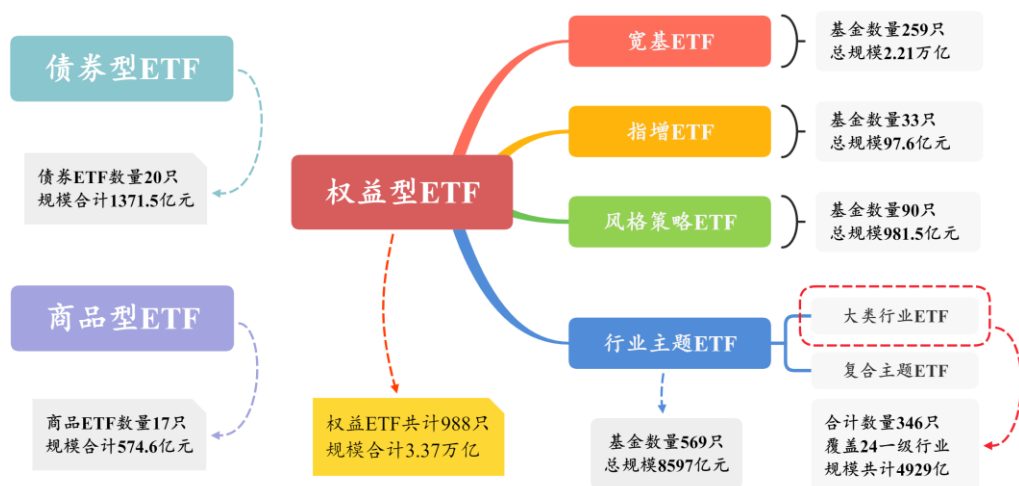 债券型ETF
债券ETF数量20只
规模合计1371.5亿元
商品型ETF
商品ETF数量17只
规模合计574.6亿元
权益型ETF
权益ETF共计988只
规模合计3.37万亿
宽基ETF
基金数量259只
总规模2.21万亿
指增ETF
基金数量33只
总规模97.6亿元
风格策略ETF
基金数量90只
总规模981.5亿元
行业主题ETF
基金数量569只
总规模8597亿元
大类行业ETF
复合主题ETF
合计数量346只
覆盖24一级行业
规模共计4929亿